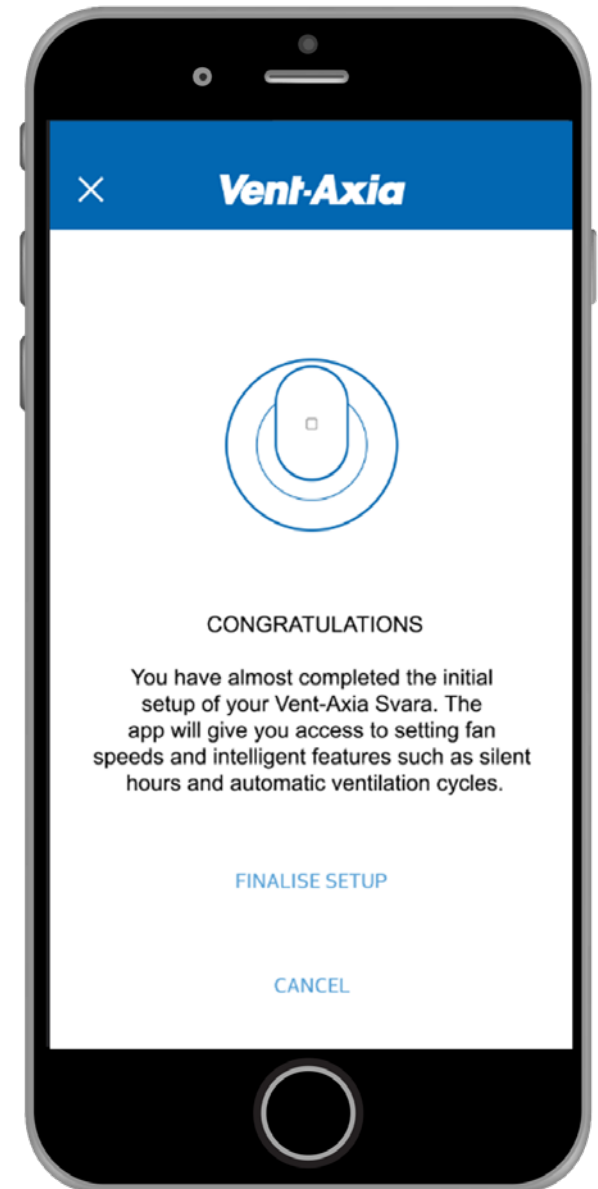 Vent-Axia
CONGRATULATIONS
You have almost completed the initial
setup of your Vent-Axia Svara. The
app will give you access to setting fan
speeds and intelligent features such as silent
hours and automatic ventilation cycles.
FINALISE SETUP
CANCEL